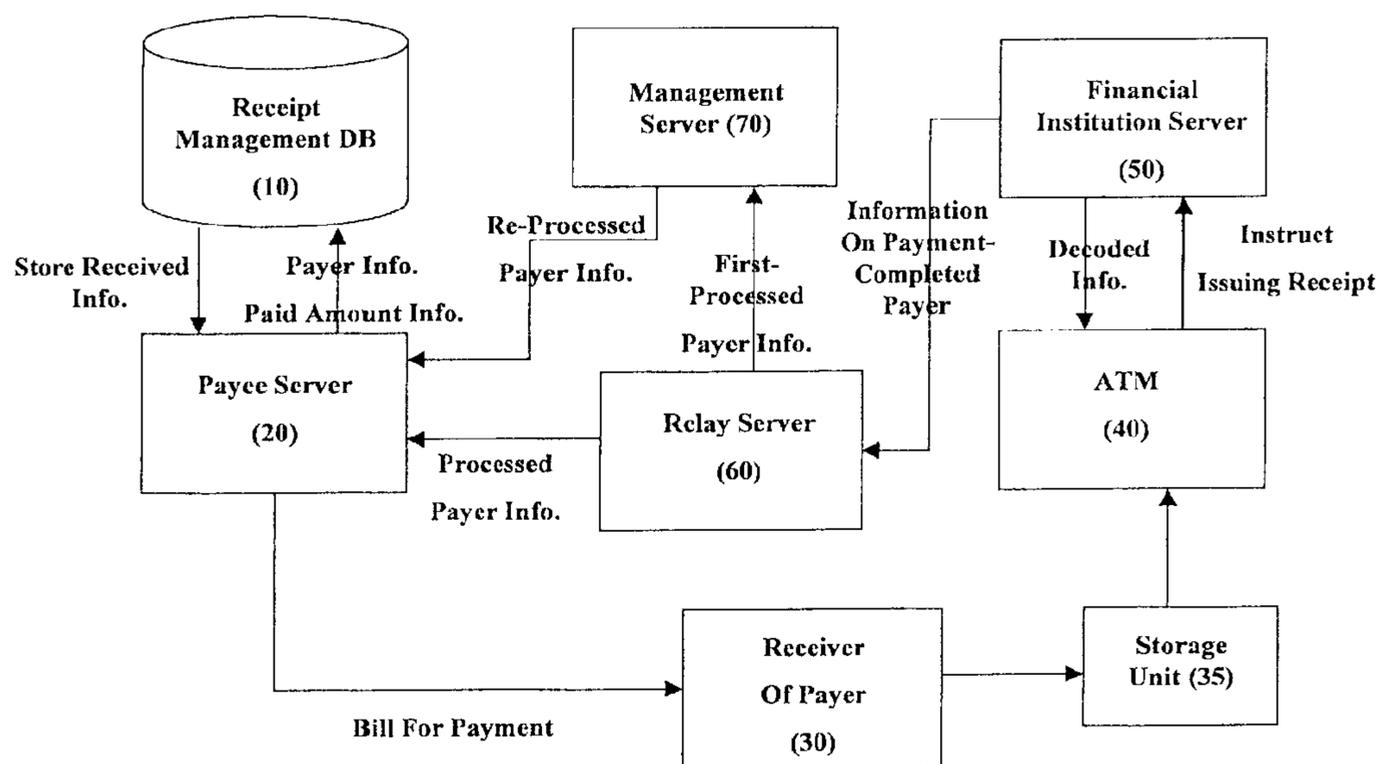 Receipt
Management DB
(10)
Management
Server (70)
Financial
Institution Server
(50)
Store Received
Info.
Payer Info.
Paid Amount Info.
Re-Processed
Payer Info.
First-
Processed
Payer Info.
Information
On Payment-
Completed
Payer
Decoded
Info.
Instruct
Issuing Receipt
Payee Server
(20)
Processed
Payer Info.
Relay Server
(60)
ATM
(40)
Bill For Payment
Receiver
Of Payer
(30)
Storage
Unit (35)